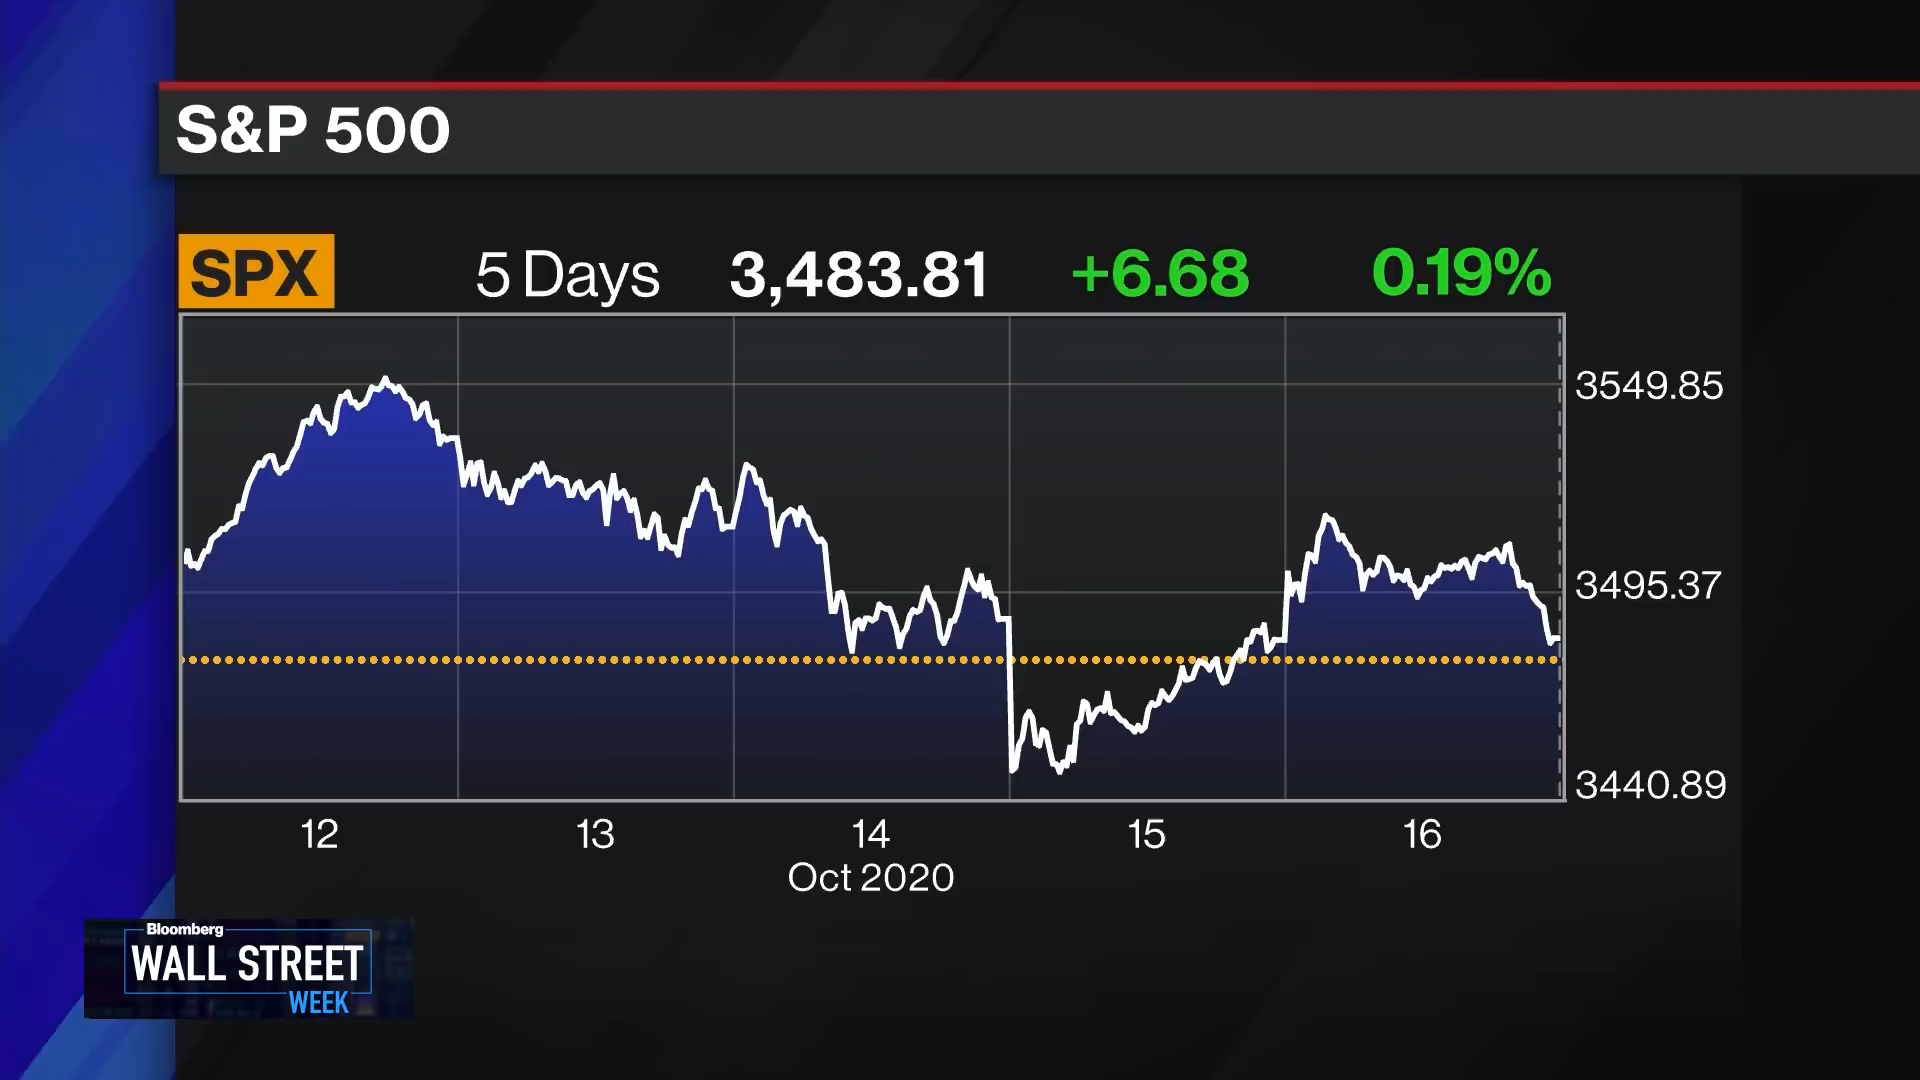 S&P 500
SPX 5 Days 3,483.81 +6.68 0.19%
3549.85
3495.37
3440.89
12 13 14 15 16
Oct 2020
Bloomberg
WALL STREET
WEEK